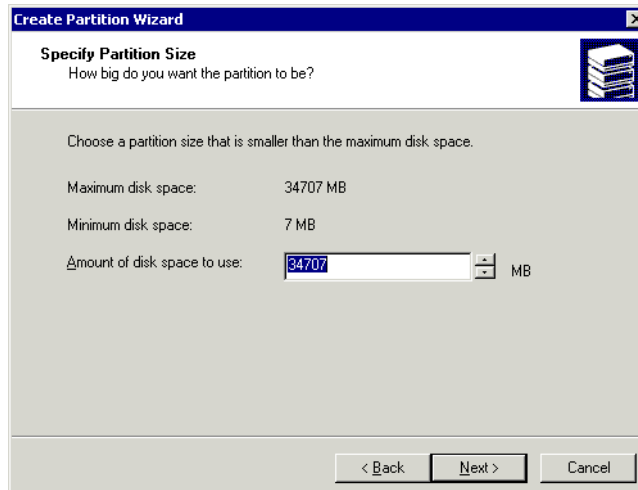 Create Partition Wizard
Specify Partition Size
How big do you want the partition to be?
Choose a partition size that is smaller than the maximum disk space.
Maximum disk space: 34707 MB
Minimum disk space: 7 MB
Amount of disk space to use: 34707 MB
< Back Next > Cancel